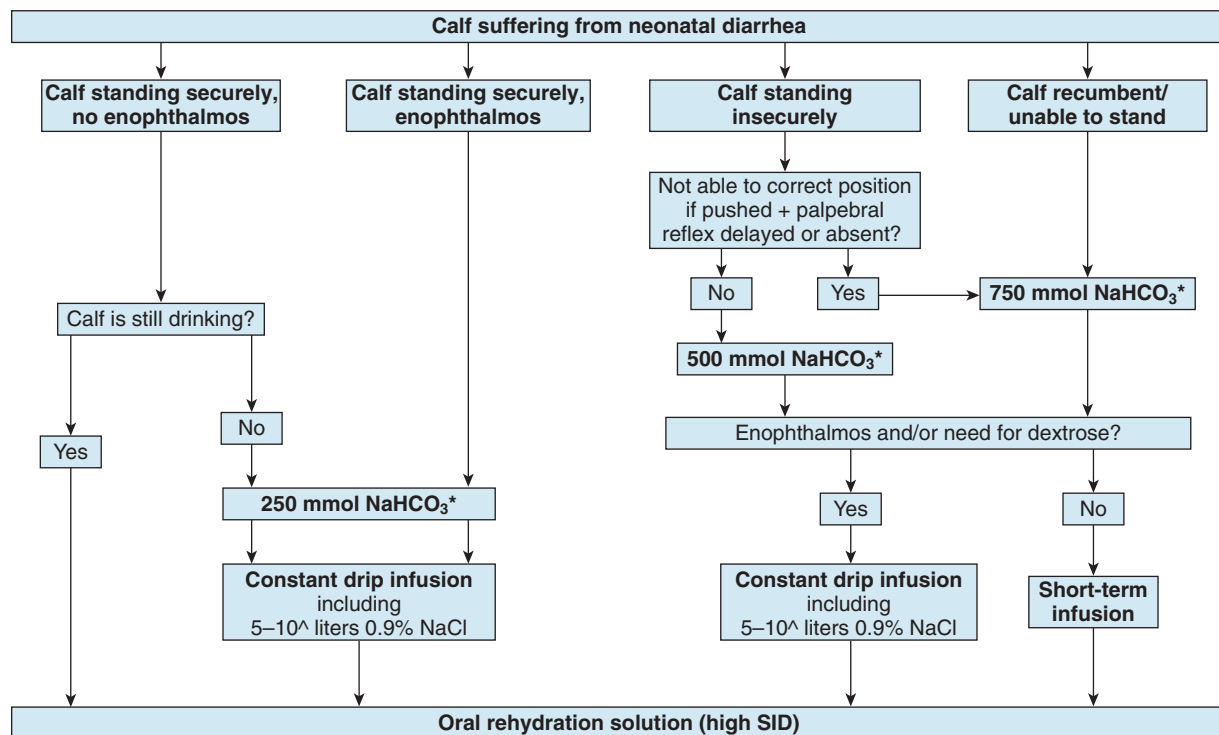 Calf suffering from neonatal diarrhea
Calf standing securely,
no enophthalmos
Calf standing securely,
enophthalmos
Calf standing
insecurely
Calf recumbent/
unable to stand
Not able to correct position
if pushed + palpebral
reflex delayed or absent?
No
Yes
750 mmol NaHCO₃*
Calf is still drinking?
500 mmol NaHCO₃*
Yes
No
Enophthalmos and/or need for dextrose?
250 mmol NaHCO₃*
Yes
No
Constant drip infusion
including
5–10^ liters 0.9% NaCl
Constant drip infusion
including
5–10^ liters 0.9% NaCl
Short-term
infusion
Oral rehydration solution (high SID)